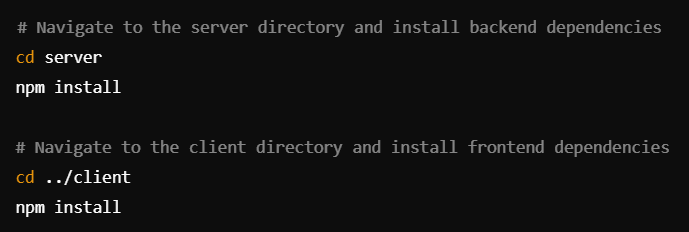 # Navigate to the server directory and install backend dependencies
cd server
npm install
# Navigate to the client directory and install frontend dependencies
cd ../client
npm install